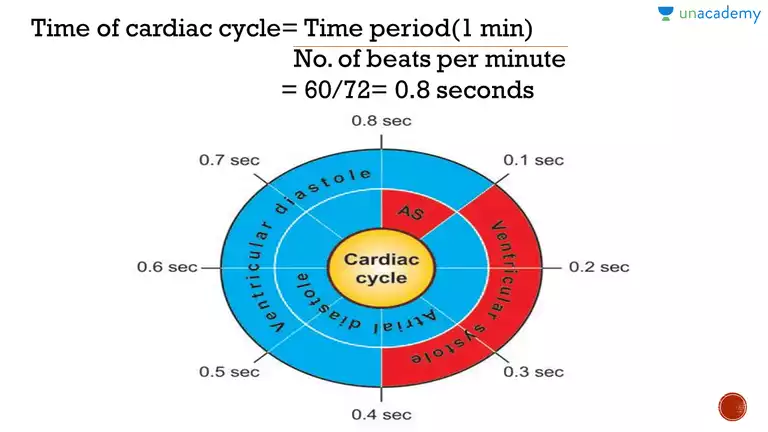 unacademy
Time of cardiac cycle= Time period(1 min)
No. of beats per minute
= 60/72= 0.8 seconds
0.8 sec
0.7 sec
0.1 sec
Ventricular diastole
AS
Ventricular systole
Cardiac
cycle
0.6 sec
0.2 sec
Atrial diastole
0.5 sec
0.3 sec
0.4 sec